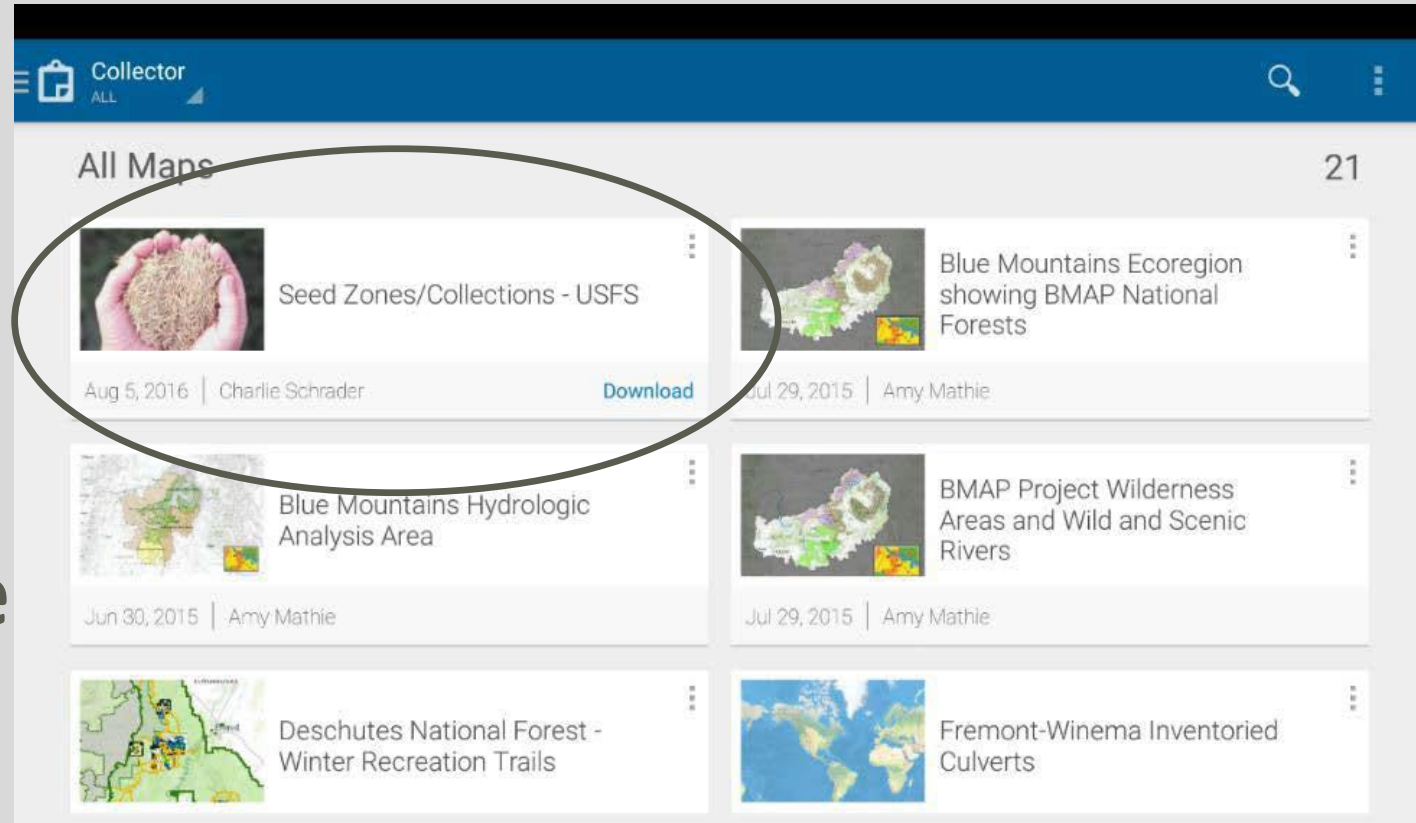 Collector
ALL
All Maps
21
Seed Zones/Collections - USFS
Aug 5, 2016 | Charlie Schrader
Download
Blue Mountains Ecoregion
showing BMAP National
Forests
Jul 29, 2015 | Amy Mathie
Blue Mountains Hydrologic
Analysis Area
Jun 30, 2015 | Amy Mathie
BMAP Project Wilderness
Areas and Wild and Scenic
Rivers
Jul 29, 2015 | Amy Mathie
e
Deschutes National Forest -
Winter Recreation Trails
Fremont-Winema Inventoried
Culverts